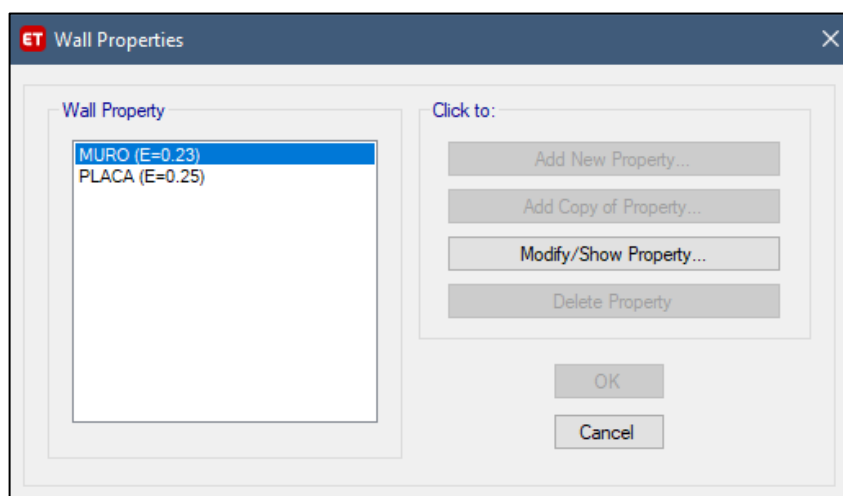 ET Wall Properties
Wall Property
MURO (E=0.23)
PLACA (E=0.25)
Click to:
Add New Property...
Add Copy of Property...
Modify/Show Property...
Delete Property
OK
Cancel